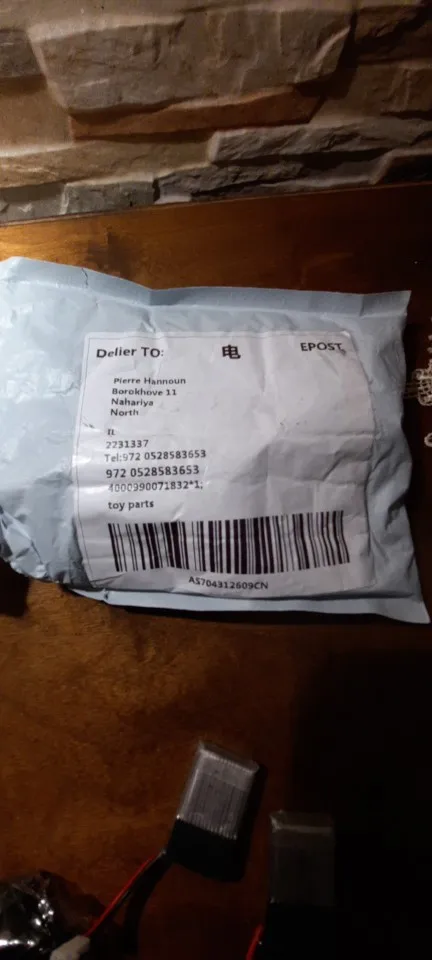 Delier TO: 电 EPOST
Pierre Hannoun
Borokhove 11
Nahariya
North
IL
2231337
Tel:972 0528583653
972 0528583653
4000990071832*1;
toy parts
AS704312609CN